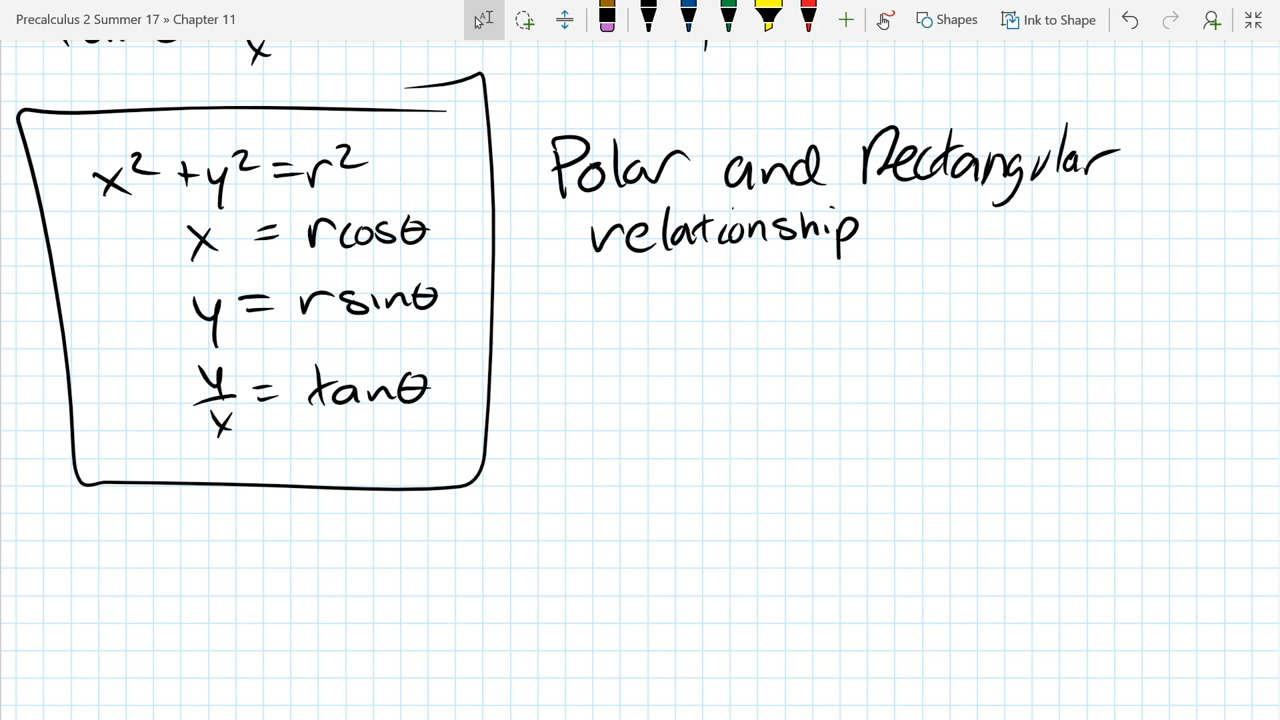 Precalculus 2 Summer 17 » Chapter 11
Shapes
Ink to Shape
x
x² + y² = r²
x = rcosθ
y = rsinθ
y/x = tanθ
Polar and Rectangular
relationship